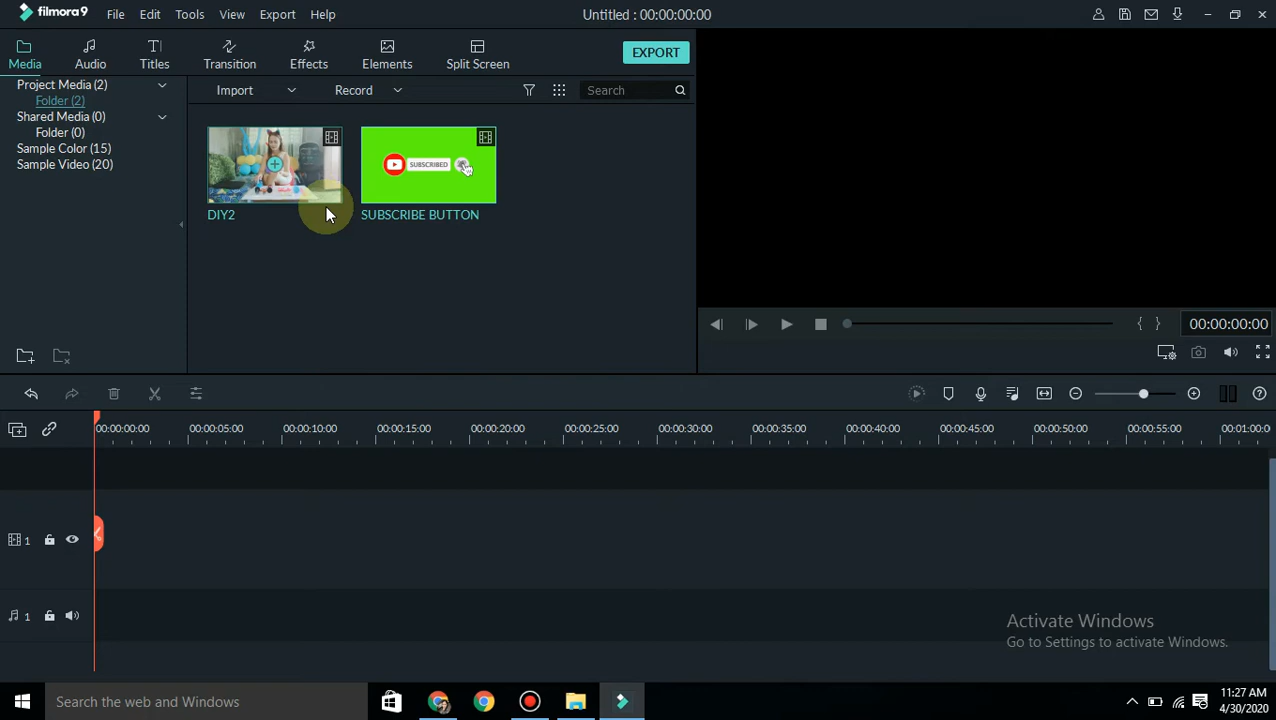 filmora9 File Edit Tools View Export Help Untitled : 00:00:00:00
Media Audio Titles Transition Effects Elements Split Screen EXPORT
Project Media (2)
Folder (2)
Shared Media (0)
Folder (0)
Sample Color (15)
Sample Video (20)
Import Record Search
SUBSCRIBED
DIY2 SUBSCRIBE BUTTON
{ } 00:00:00:00
00:00:00:00 00:00:05:00 00:00:10:00 00:00:15:00 00:00:20:00 00:00:25:00 00:00:30:00 00:00:35:00 00:00:40:00 00:00:45:00 00:00:50:00 00:00:55:00 00:01:00:0
1
1
Activate Windows
Go to Settings to activate Windows.
Search the web and Windows
11:27 AM
4/30/2020